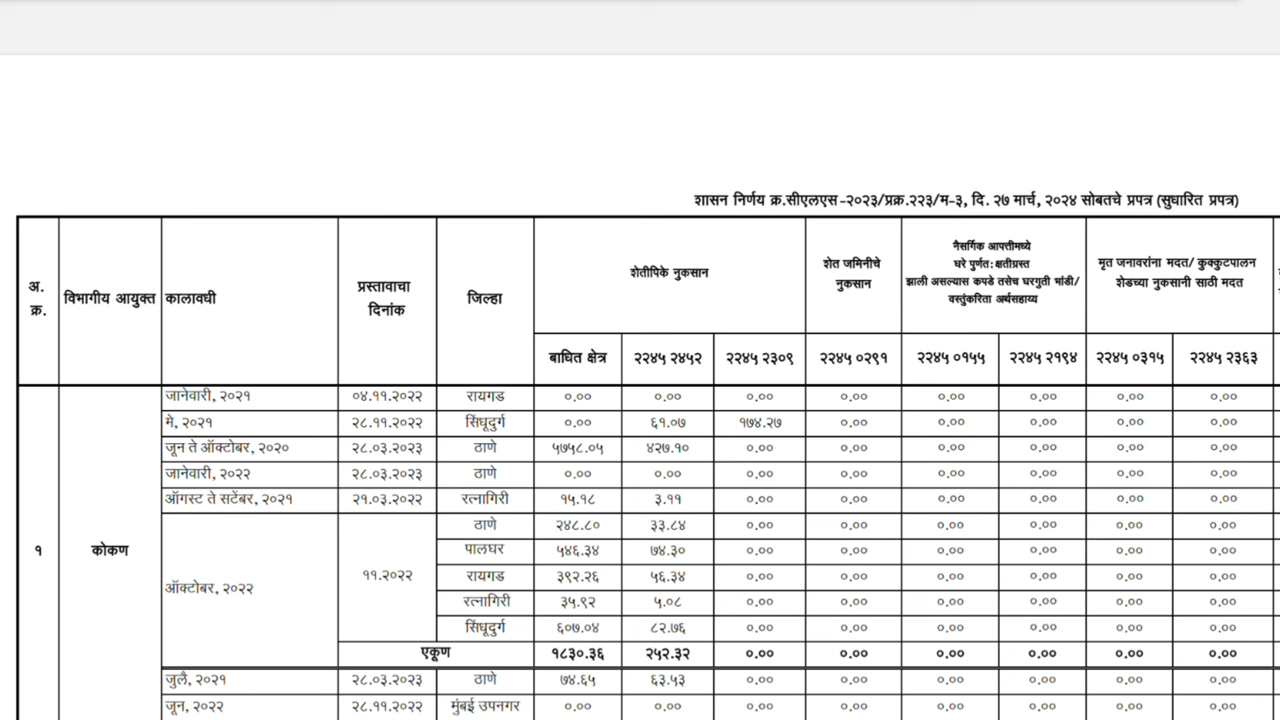 शासन निर्णय क्र.सीएलएस-२०२३/प्रक्र.२२३/म-३, दि. २७ मार्च, २०२४ सोबतचे प्रपत्र (सुधारित प्रपत्र)
अ. क्र. विभागीय आयुक्त कालावधी प्रस्तावाचा दिनांक जिल्हा शेतीपिके नुकसान शेत जमिनीचे नुकसान नैसर्गिक आपत्तीमध्ये घरे पुर्णत:क्षतीग्रस्त झाली असल्यास कपडे तसेच घरगुती भांडी/ वस्तुंकरिता अर्थसहाय्य मृत जनावरांना मदत/ कुक्कुटपालन शेडच्या नुकसानी साठी मदत
बाधित क्षेत्र २२४५ २४५२ २२४५ २३०९ २२४५ ०२९१ २२४५ ०१५५ २२४५ २१९४ २२४५ ०३१५ २२४५ २३६३
जानेवारी, २०२१ ०४.११.२०२२ रायगड ०.०० ०.०० ०.०० ०.०० ०.०० ०.०० ०.०० ०.००
मे, २०२१ २८.११.२०२२ सिंधूदुर्ग ०.०० ६१.०७ १७४.२७ ०.०० ०.०० ०.०० ०.०० ०.००
जून ते ऑक्टोबर, २०२० २८.०३.२०२३ ठाणे ५७५८.०५ ४२७.१० ०.०० ०.०० ०.०० ०.०० ०.०० ०.००
जानेवारी, २०२२ २८.०३.२०२३ ठाणे ०.०० ०.०० ०.०० ०.०० ०.०० ०.०० ०.०० ०.००
ऑगस्ट ते सटेंबर, २०२१ २१.०३.२०२२ रत्नागिरी १५.१८ ३.११ ०.०० ०.०० ०.०० ०.०० ०.०० ०.००
ठाणे २४८.८० ३३.८४ ०.०० ०.०० ०.०० ०.०० ०.०० ०.००
१ कोकण पालघर ५४६.३४ ७४.३० ०.०० ०.०० ०.०० ०.०० ०.०० ०.००
ऑक्टोबर, २०२२ ११.२०२२ रायगड ३९२.२६ ५६.३४ ०.०० ०.०० ०.०० ०.०० ०.०० ०.००
रत्नागिरी ३५.९२ ५.०८ ०.०० ०.०० ०.०० ०.०० ०.०० ०.००
सिंधूदुर्ग ६०७.०४ ८२.७६ ०.०० ०.०० ०.०० ०.०० ०.०० ०.००
एकूण १८३०.३६ २५२.३२ ०.०० ०.०० ०.०० ०.०० ०.०० ०.००
जुलै, २०२१ २८.०३.२०२३ ठाणे ७४.६५ ६३.५३ ०.०० ०.०० ०.०० ०.०० ०.०० ०.००
जून, २०२२ २८.११.२०२२ मुंबई उपनगर ०.०० ०.०० ०.०० ०.०० ०.०० ०.०० ०.०० ०.००